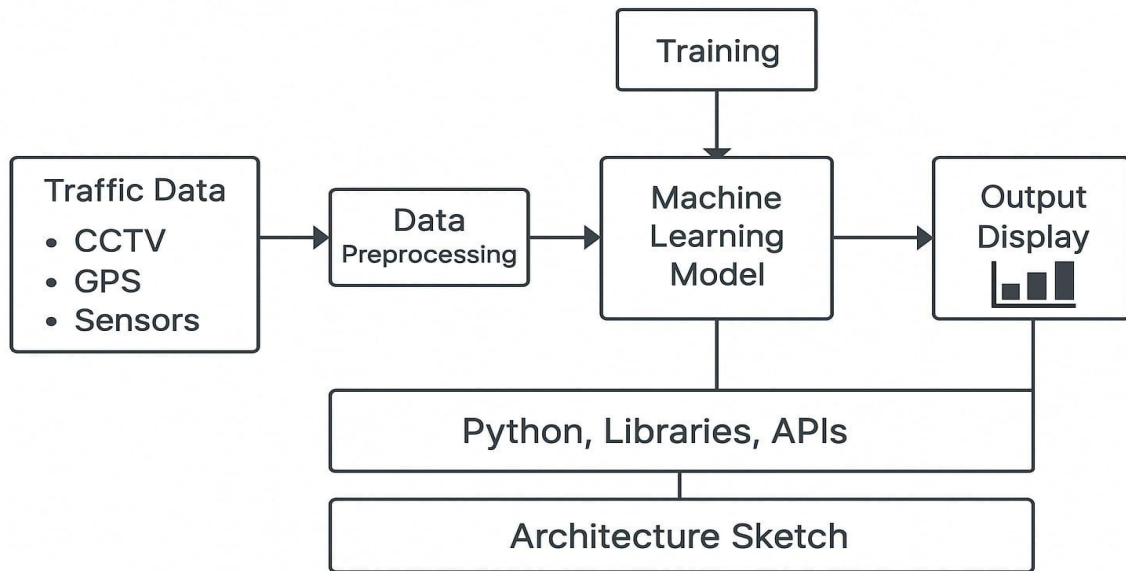 Training
Traffic Data
• CCTV
• GPS
• Sensors
Data
Preprocessing
Machine
Learning
Model
Output
Display
Python, Libraries, APIs
Architecture Sketch